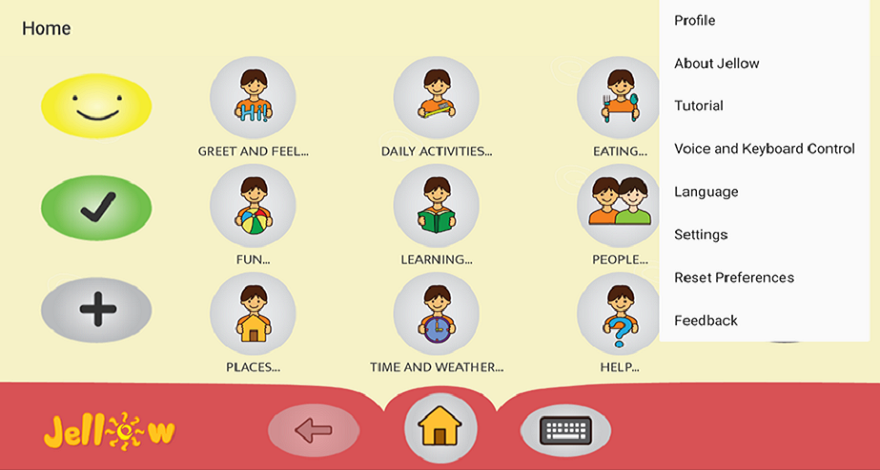 Home
Profile
About Jellow
Tutorial
Voice and Keyboard Control
Language
Settings
Reset Preferences
Feedback
Hi!
GREET AND FEEL...
DAILY ACTIVITIES...
EATING...
FUN...
LEARNING...
PEOPLE...
PLACES...
TIME AND WEATHER...
HELP...
Jellow